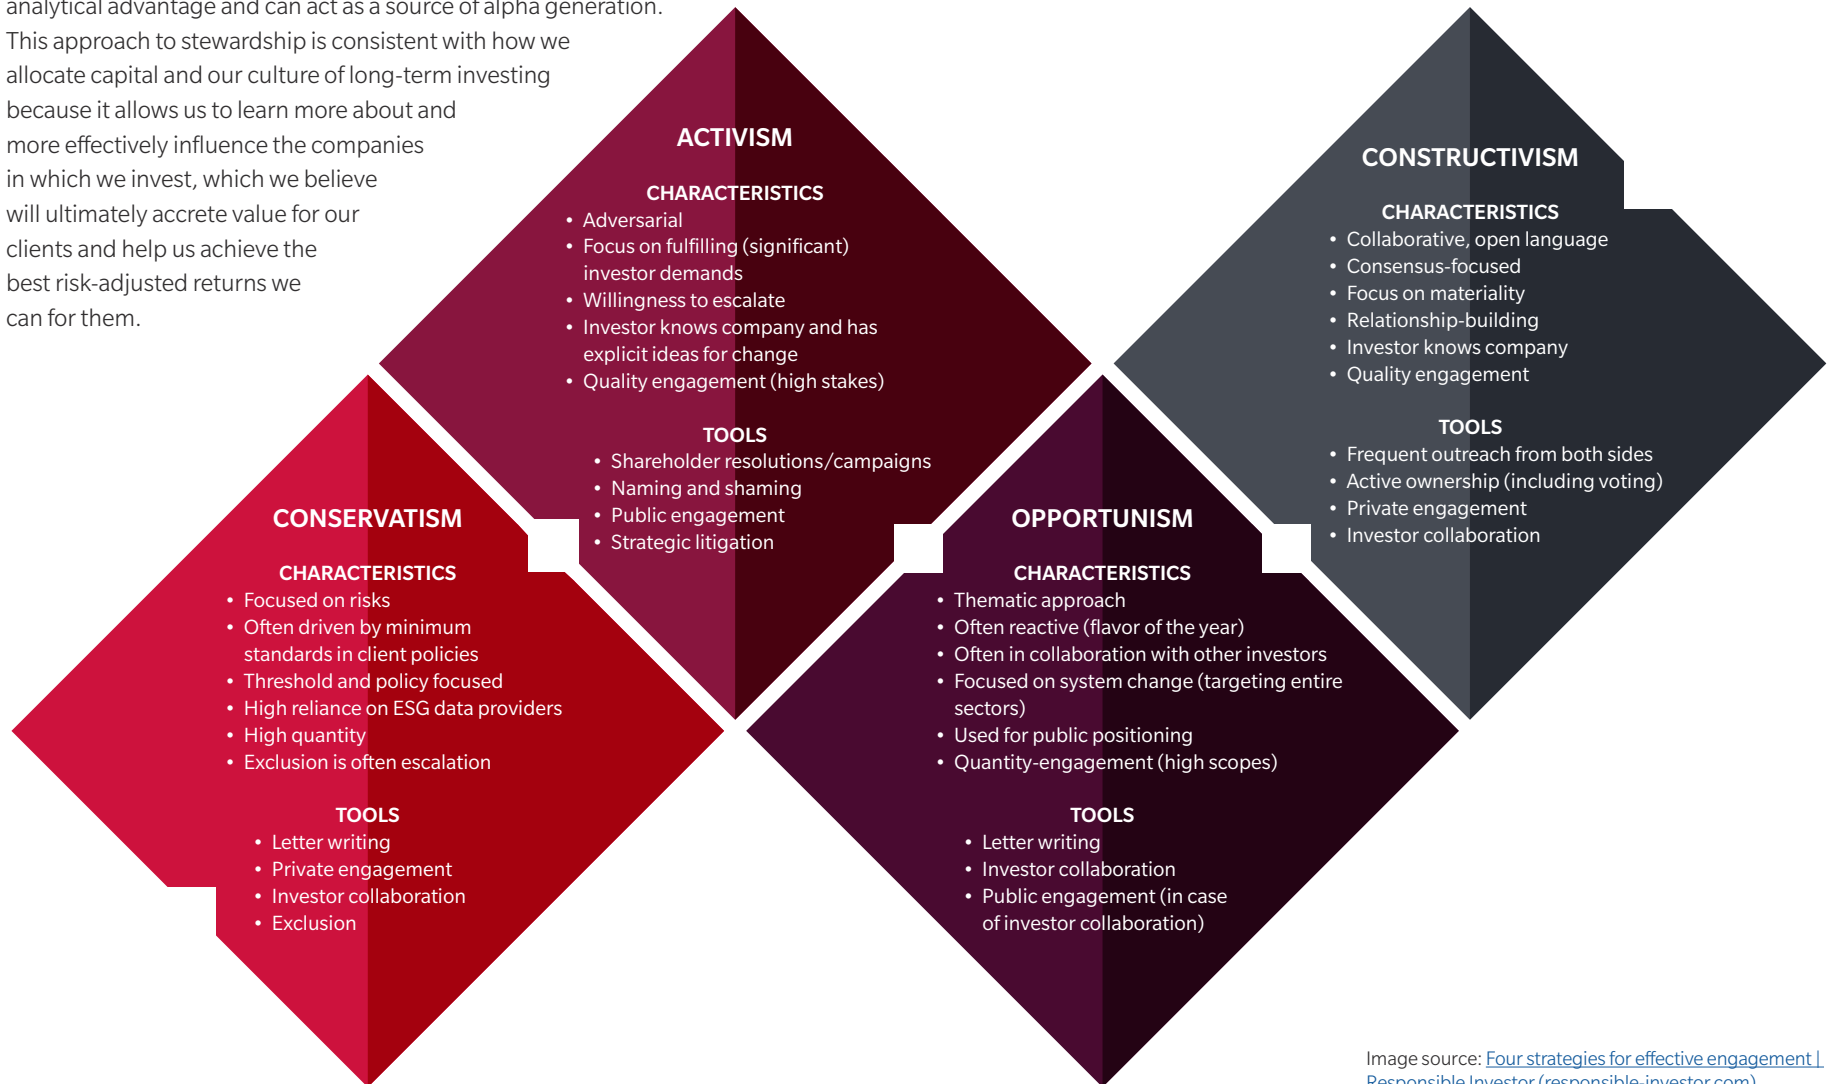 analytical advantage and can act as a source of alpha generation.
This approach to stewardship is consistent with how we
allocate capital and our culture of long-term investing
because it allows us to learn more about and
more effectively influence the companies
in which we invest, which we believe
will ultimately accrete value for our
clients and help us achieve the
best risk-adjusted returns we
can for them.
CONSERVATISM
CHARACTERISTICS
• Focused on risks
• Often driven by minimum
standards in client policies
• Threshold and policy focused
• High reliance on ESG data providers
• High quantity
• Exclusion is often escalation
TOOLS
• Letter writing
• Private engagement
• Investor collaboration
• Exclusion
ACTIVISM
CHARACTERISTICS
• Adversarial
• Focus on fulfilling (significant)
investor demands
• Willingness to escalate
• Investor knows company and has
explicit ideas for change
• Quality engagement (high stakes)
TOOLS
• Shareholder resolutions/campaigns
• Naming and shaming
• Public engagement
• Strategic litigation
OPPORTUNISM
CHARACTERISTICS
• Thematic approach
• Often reactive (flavor of the year)
• Often in collaboration with other investors
• Focused on system change (targeting entire
sectors)
• Used for public positioning
• Quantity-engagement (high scopes)
TOOLS
• Letter writing
• Investor collaboration
• Public engagement (in case
of investor collaboration)
CONSTRUCTIVISM
CHARACTERISTICS
• Collaborative, open language
• Consensus-focused
• Focus on materiality
• Relationship-building
• Investor knows company
• Quality engagement
TOOLS
• Frequent outreach from both sides
• Active ownership (including voting)
• Private engagement
• Investor collaboration
Image source: Four strategies for effective engagement |
Responsible Investor (responsible-investor.com)